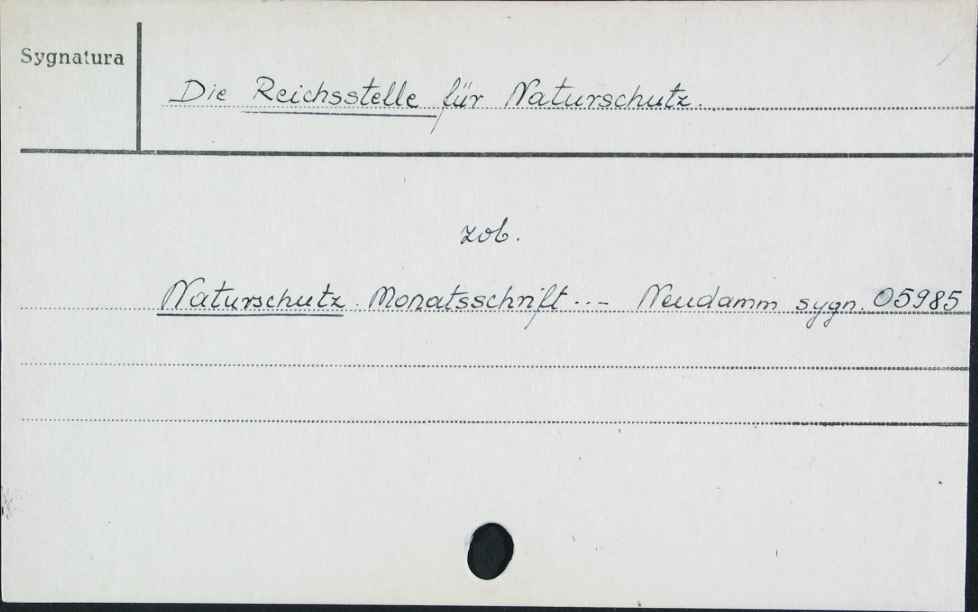 Sygnatura
Die Reichsstelle für Naturschutz.
zob.
Naturschutz. Monatsschrift... - Neudamm sygn. 05985